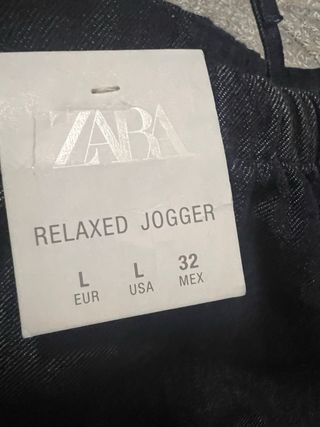 ZARA
RELAXED JOGGER
L L 32
EUR USA MEX